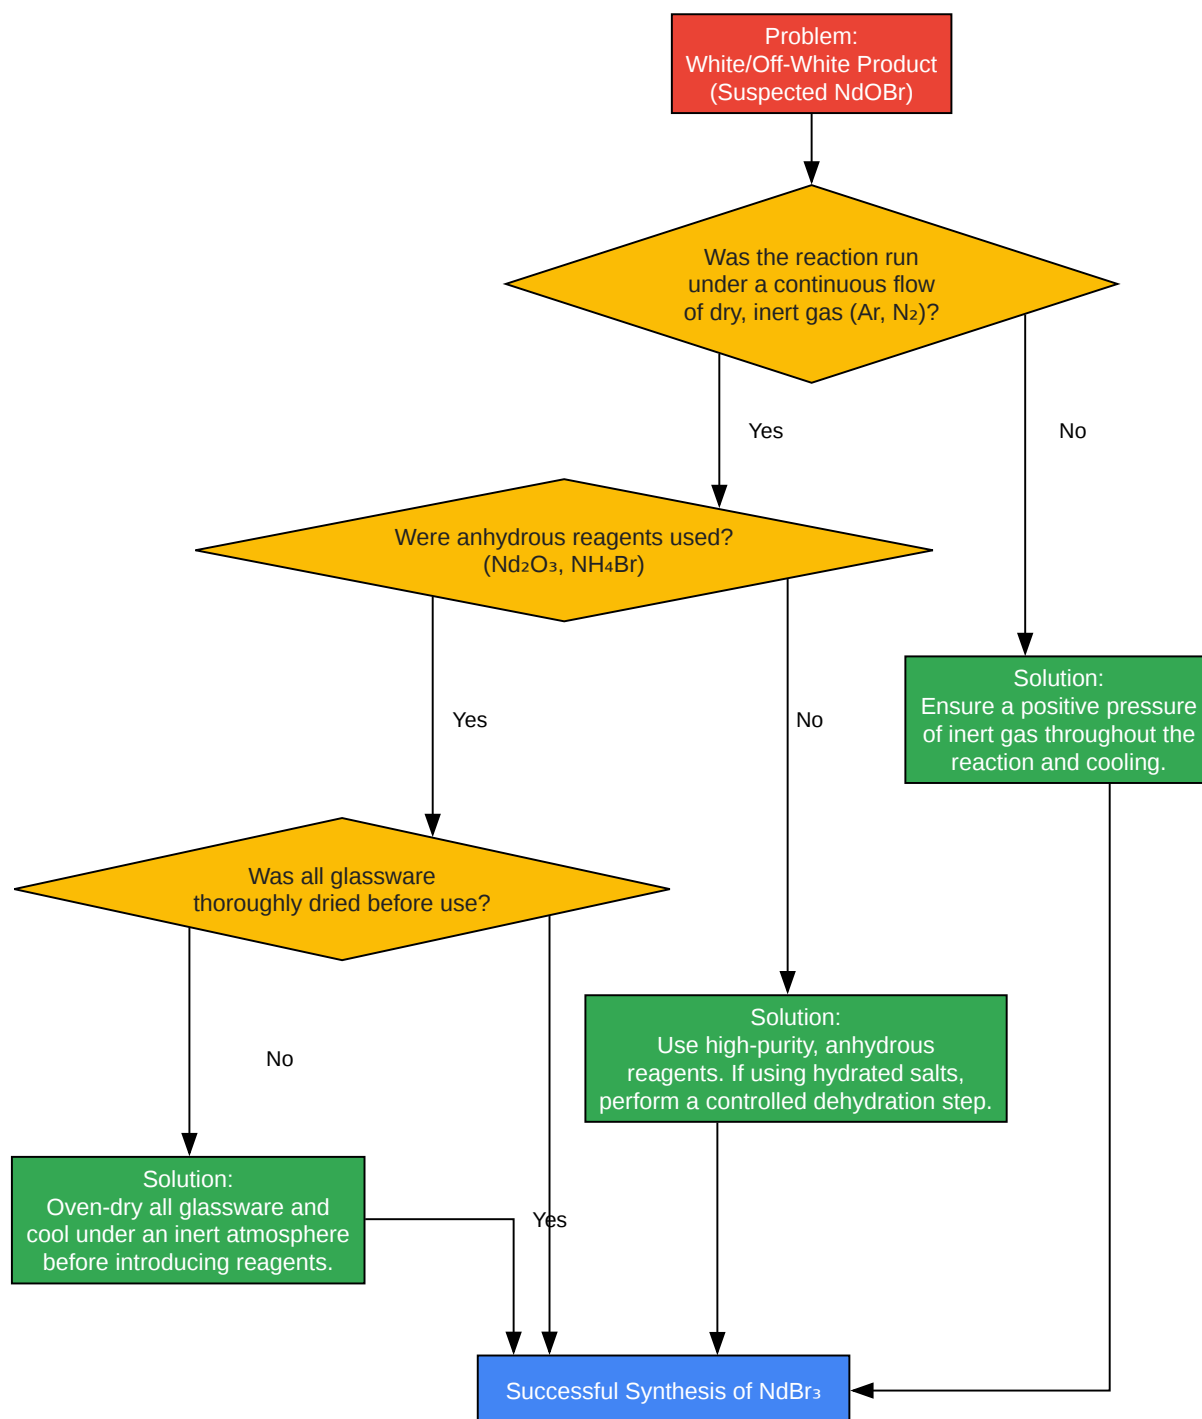 Problem:
White/Off-White Product
(Suspected NdOBr)
Was the reaction run
under a continuous flow
of dry, inert gas (Ar, N₂)?
Yes
No
Were anhydrous reagents used?
(Nd₂O₃, NH₄Br)
Solution:
Ensure a positive pressure
of inert gas throughout the
reaction and cooling.
Yes
No
Was all glassware
thoroughly dried before use?
Solution:
Use high-purity, anhydrous
reagents. If using hydrated salts,
perform a controlled dehydration step.
No
Solution:
Oven-dry all glassware and
cool under an inert atmosphere
before introducing reagents.
Yes
Successful Synthesis of NdBr₃